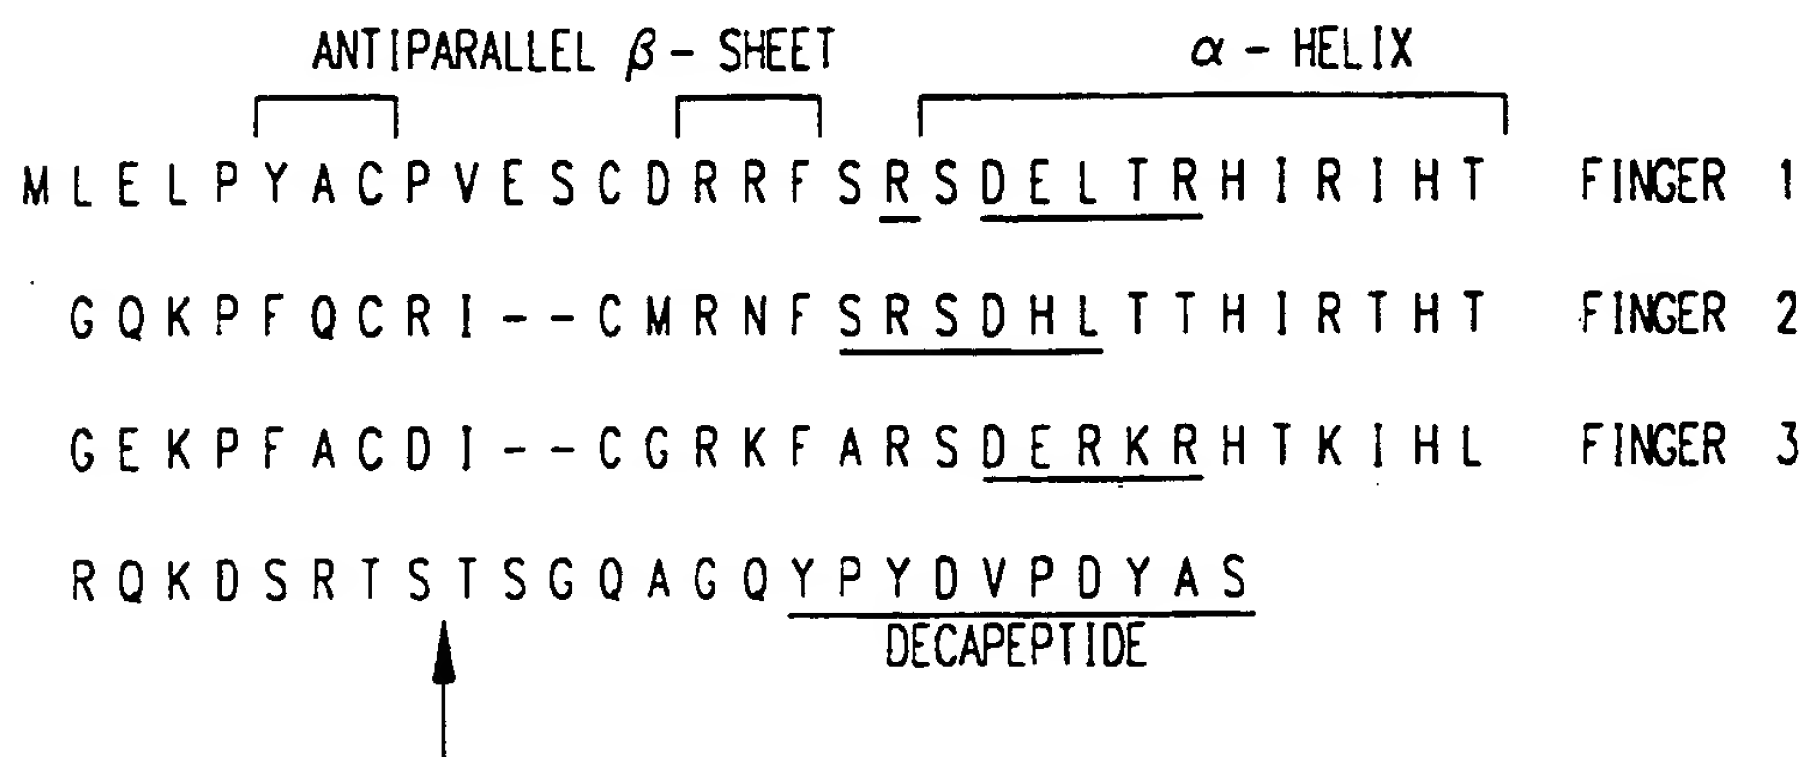 ANTIPARALLEL β - SHEET α - HELIX
M L E L P Y A C P V E S C D R R F S R S D E L T R H I R I H T FINGER 1
G Q K P F Q C R I - - C M R N F S R S D H L T T H I R T H T FINGER 2
G E K P F A C D I - - C G R K F A R S D E R K R H T K I H L FINGER 3
R Q K D S R T S T S G Q A G Q Y P Y D V P D Y A S
DECAPEPTIDE